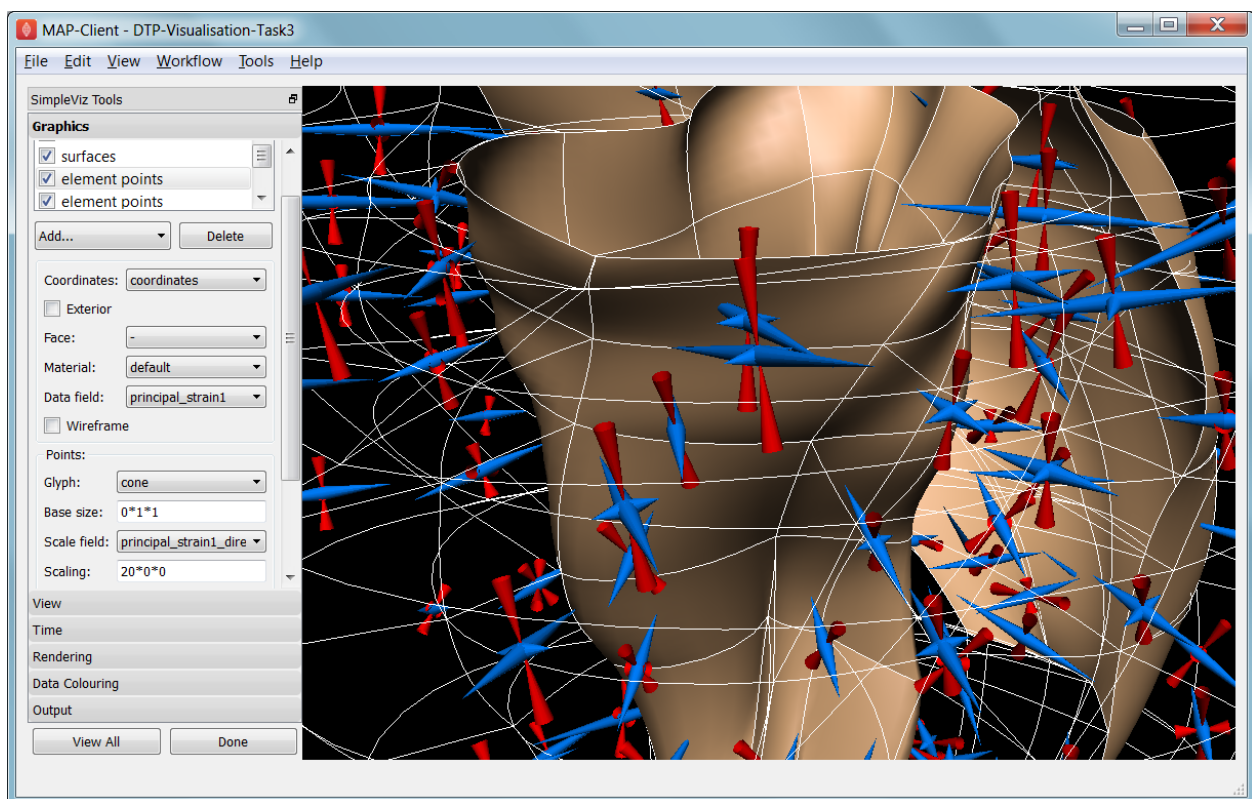 MAP-Client - DTP-Visualisation-Task3
File Edit View Workflow Tools Help
SimpleViz Tools
Graphics
surfaces
element points
element points
Add...
Delete
Coordinates: coordinates
Exterior
Face: -
Material: default
Data field: principal_strain1
Wireframe
Points:
Glyph: cone
Base size: 0*1*1
Scale field: principal_strain1_dire
Scaling: 20*0*0
View
Time
Rendering
Data Colouring
Output
View All
Done